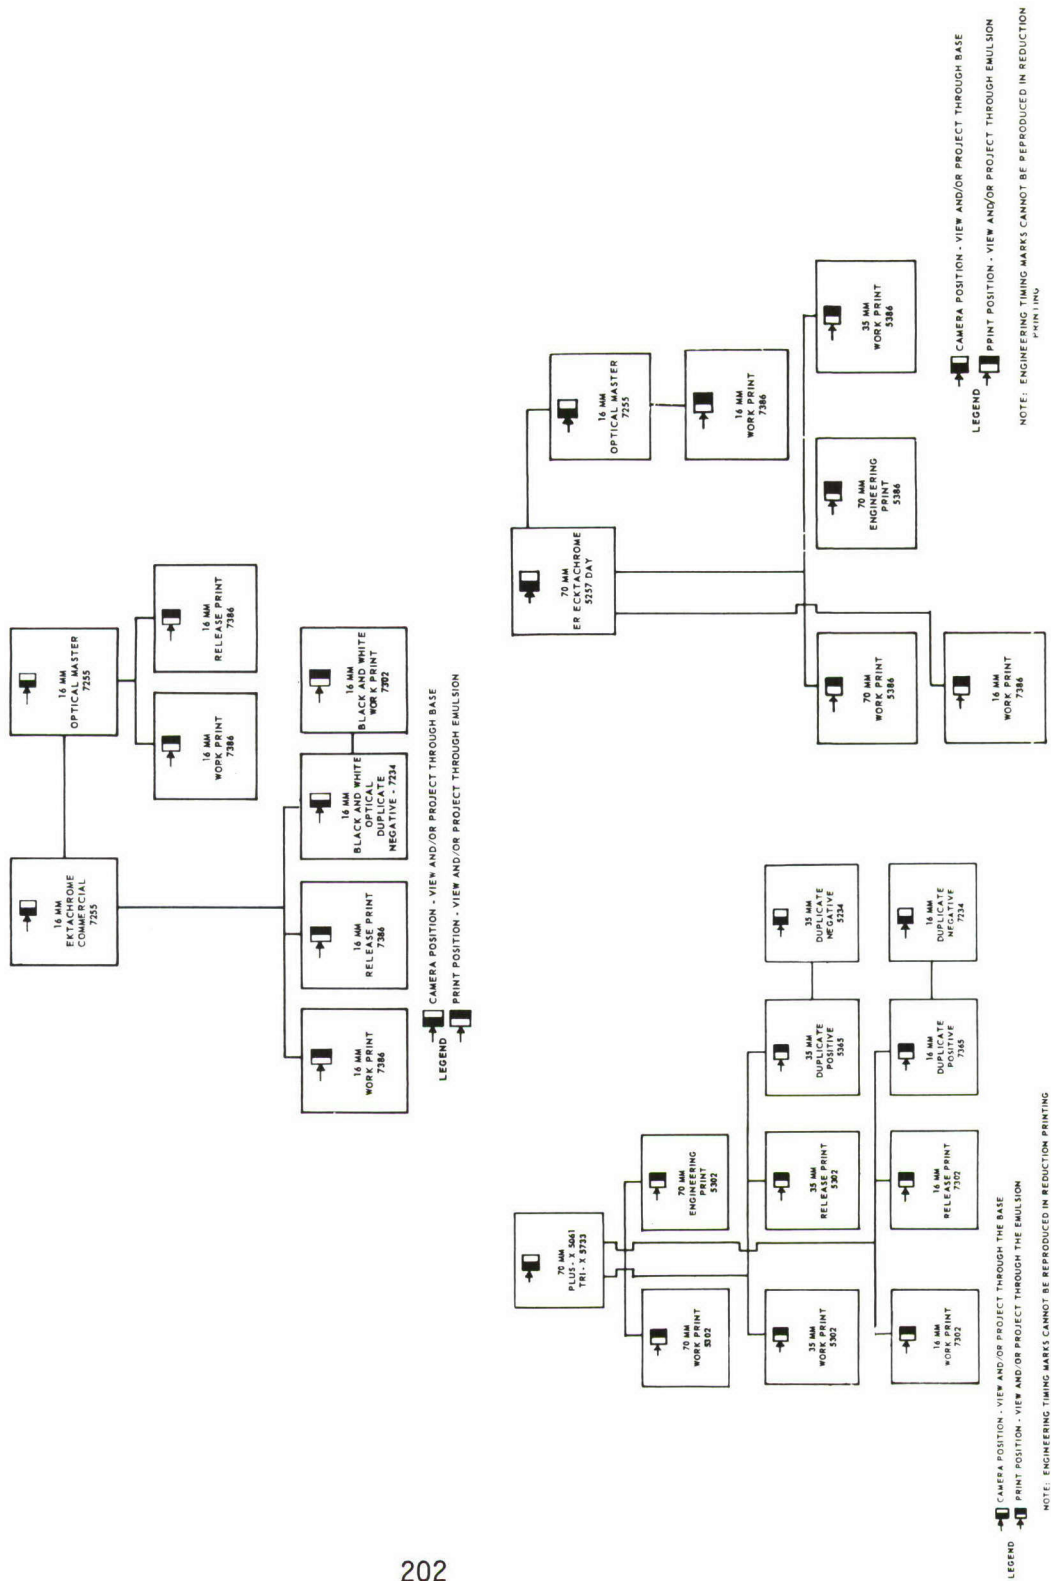 16 MM
EKTACHROME
COMMERCIAL
7255
16 MM
OPTICAL MASTER
7255
16 MM
WORK PRINT
7386
16 MM
RELEASE PRINT
7386
16 MM
WORK PRINT
7386
16 MM
RELEASE PRINT
7386
16 MM
BLACK AND WHITE
OPTICAL
DUPLICATE
NEGATIVE - 7234
16 MM
BLACK AND WHITE
WORK PRINT
7302
LEGEND
CAMERA POSITION - VIEW AND/OR PROJECT THROUGH BASE
PRINT POSITION - VIEW AND/OR PROJECT THROUGH EMULSION
70 MM
PLUS - X 5061
TRI - X 5733
70 MM
WORK PRINT
5302
70 MM
ENGINEERING
PRINT
5302
35 MM
WORK PRINT
5302
35 MM
RELEASE PRINT
5302
35 MM
DUPLICATE
POSITIVE
5365
35 MM
DUPLICATE
NEGATIVE
5234
16 MM
WORK PRINT
7302
16 MM
RELEASE PRINT
7302
16 MM
DUPLICATE
POSITIVE
7365
16 MM
DUPLICATE
NEGATIVE
7234
LEGEND
CAMERA POSITION - VIEW AND/OR PROJECT THROUGH THE BASE
PRINT POSITION - VIEW AND/OR PROJECT THROUGH THE EMULSION
NOTE: ENGINEERING TIMING MARKS CANNOT BE REPRODUCED IN REDUCTION PRINTING
70 MM
ER ECKTACHROME
5257 DAY
16 MM
OPTICAL MASTER
7255
16 MM
WORK PRINT
7386
70 MM
WORK PRINT
5386
70 MM
ENGINEERING
PRINT
5386
35 MM
WORK PRINT
5386
16 MM
WORK PRINT
7386
LEGEND
CAMERA POSITION - VIEW AND/OR PROJECT THROUGH BASE
PRINT POSITION - VIEW AND/OR PROJECT THROUGH EMULSION
NOTE: ENGINEERING TIMING MARKS CANNOT BE PEPRODUCED IN REDUCTION
PRINTING
202